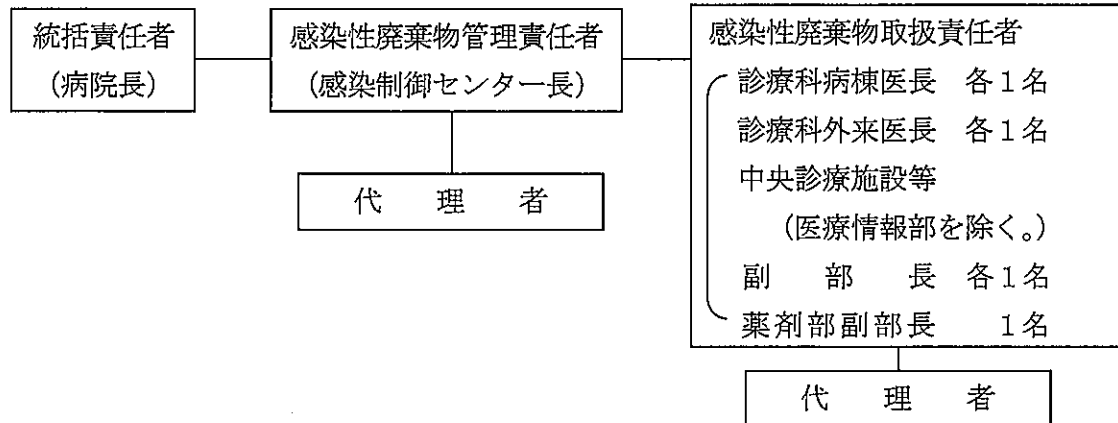 統括責任者
(病院長)
感染性廃棄物管理責任者
(感染制御センター長)
代　理　者
感染性廃棄物取扱責任者
診療科病棟医長　各1名
診療科外来医長　各1名
中央診療施設等
(医療情報部を除く。)
副　部　長　各1名
薬剤部副部長　1名
代　理　者